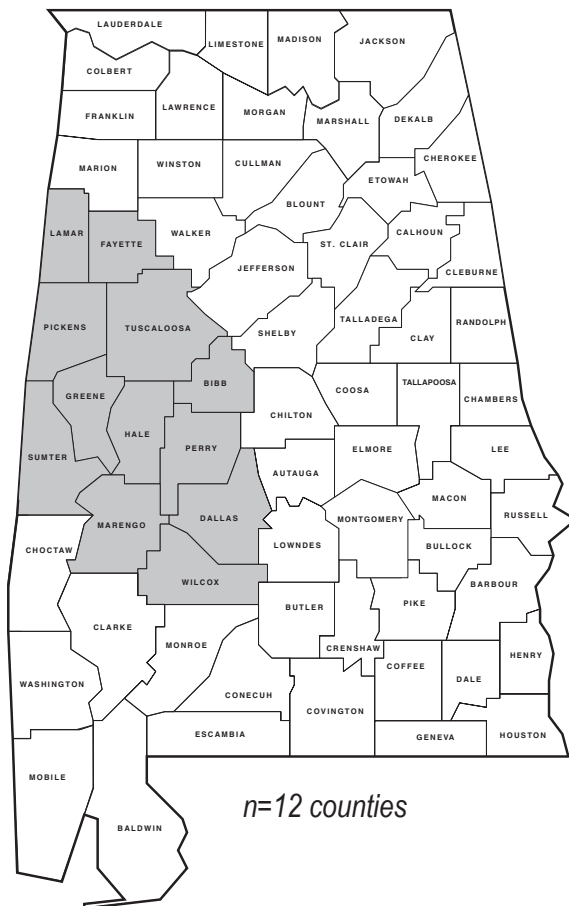 LAUDERDALE
LIMESTONE
MADISON
JACKSON
COLBERT
FRANKLIN
LAWRENCE
MORGAN
MARSHALL
DEKALB
CHEROKEE
MARION
WINSTON
CULLMAN
BLOUNT
ETOWAH
LAMAR
FAYETTE
WALKER
JEFFERSON
ST. CLAIR
CALHOUN
CLEBURNE
PICKENS
TUSCALOOSA
SHELBY
TALLADEGA
CLAY
RANDOLPH
GREENE
BIBB
COOSA
TALLAPOOSA
CHAMBERS
SUMTER
HALE
PERRY
CHILTON
ELMORE
LEE
AUTAUGA
MACON
RUSSELL
MARENGO
DALLAS
MONTGOMERY
CHOCTAW
LOWNDES
BULLOCK
WILCOX
BARBOUR
CLARKE
BUTLER
PIKE
MONROE
CRENSHAW
HENRY
WASHINGTON
CONECUH
COFFEE
DALE
COVINGTON
ESCAMBIA
GENEVA
HOUSTON
MOBILE
BALDWIN
n=12 counties